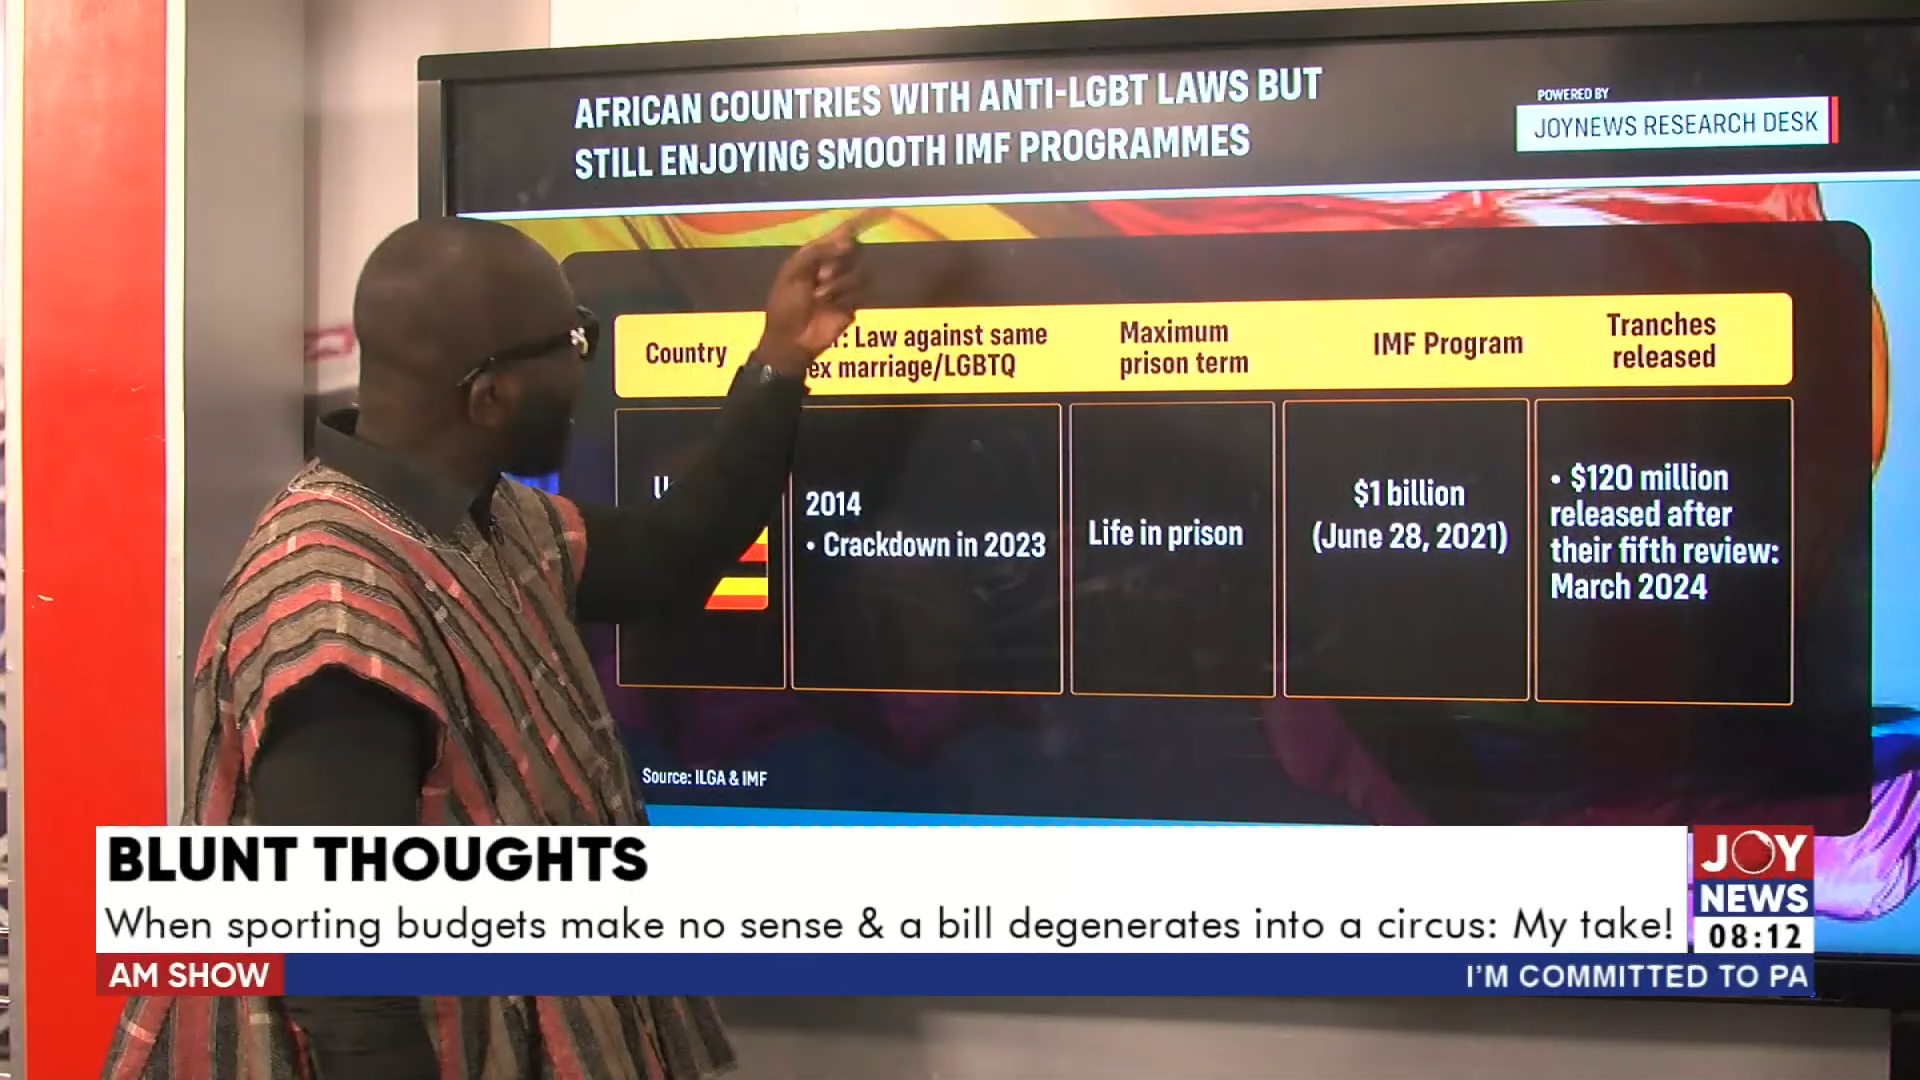 AFRICAN COUNTRIES WITH ANTI-LGBT LAWS BUT
STILL ENJOYING SMOOTH IMF PROGRAMMES
POWERED BY
JOYNEWS RESEARCH DESK
Country
Law against same
marriage/LGBTQ
Maximum
prison term
IMF Program
Tranches
released
2014
• Crackdown in 2023
Life in prison
$1 billion
(June 28, 2021)
• $120 million
released after
their fifth review:
March 2024
Source: ILGA & IMF
BLUNT THOUGHTS
When sporting budgets make no sense & a bill degenerates into a circus: My take!
JOY
NEWS
08:12
AM SHOW
I'M COMMITTED TO PA